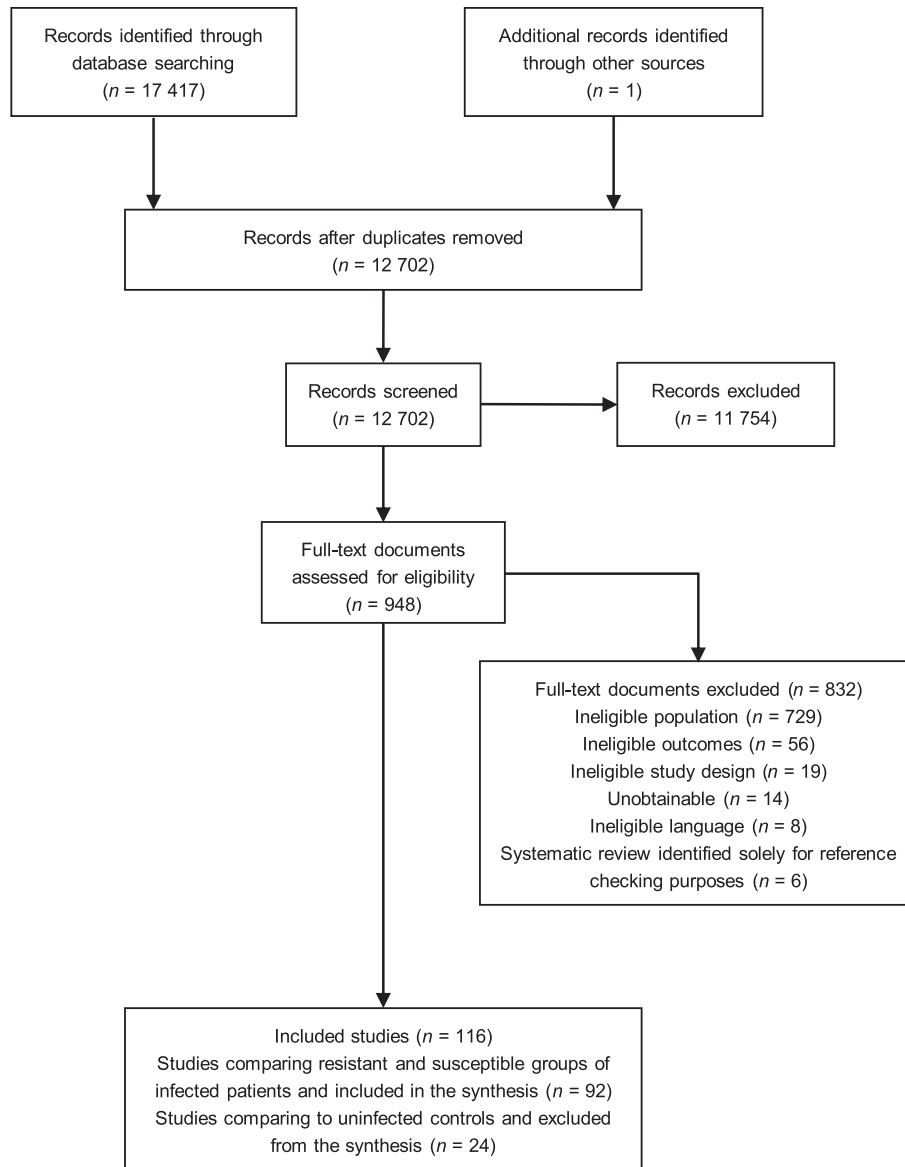 Records identified through
database searching
(n = 17 417)
Additional records identified
through other sources
(n = 1)
Records after duplicates removed
(n = 12 702)
Records screened
(n = 12 702)
Records excluded
(n = 11 754)
Full-text documents
assessed for eligibility
(n = 948)
Full-text documents excluded (n = 832)
Ineligible population (n = 729)
Ineligible outcomes (n = 56)
Ineligible study design (n = 19)
Unobtainable (n = 14)
Ineligible language (n = 8)
Systematic review identified solely for reference
checking purposes (n = 6)
Included studies (n = 116)
Studies comparing resistant and susceptible groups of
infected patients and included in the synthesis (n = 92)
Studies comparing to uninfected controls and excluded
from the synthesis (n = 24)